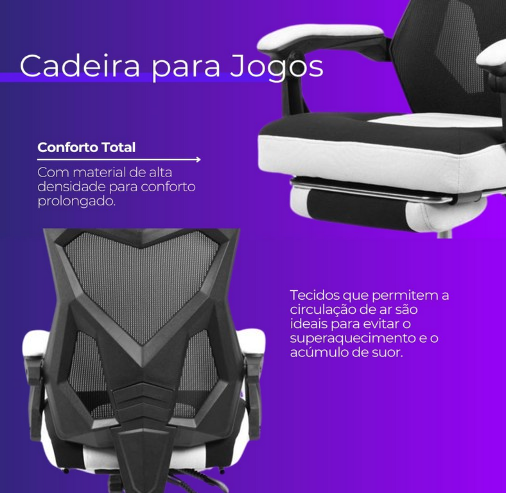 Cadeira para Jogos
Conforto Total
Com material de alta
densidade para conforto
prolongado.
Tecidos que permitem a
circulação de ar são
ideais para evitar o
superaquecimento e o
acúmulo de suor.